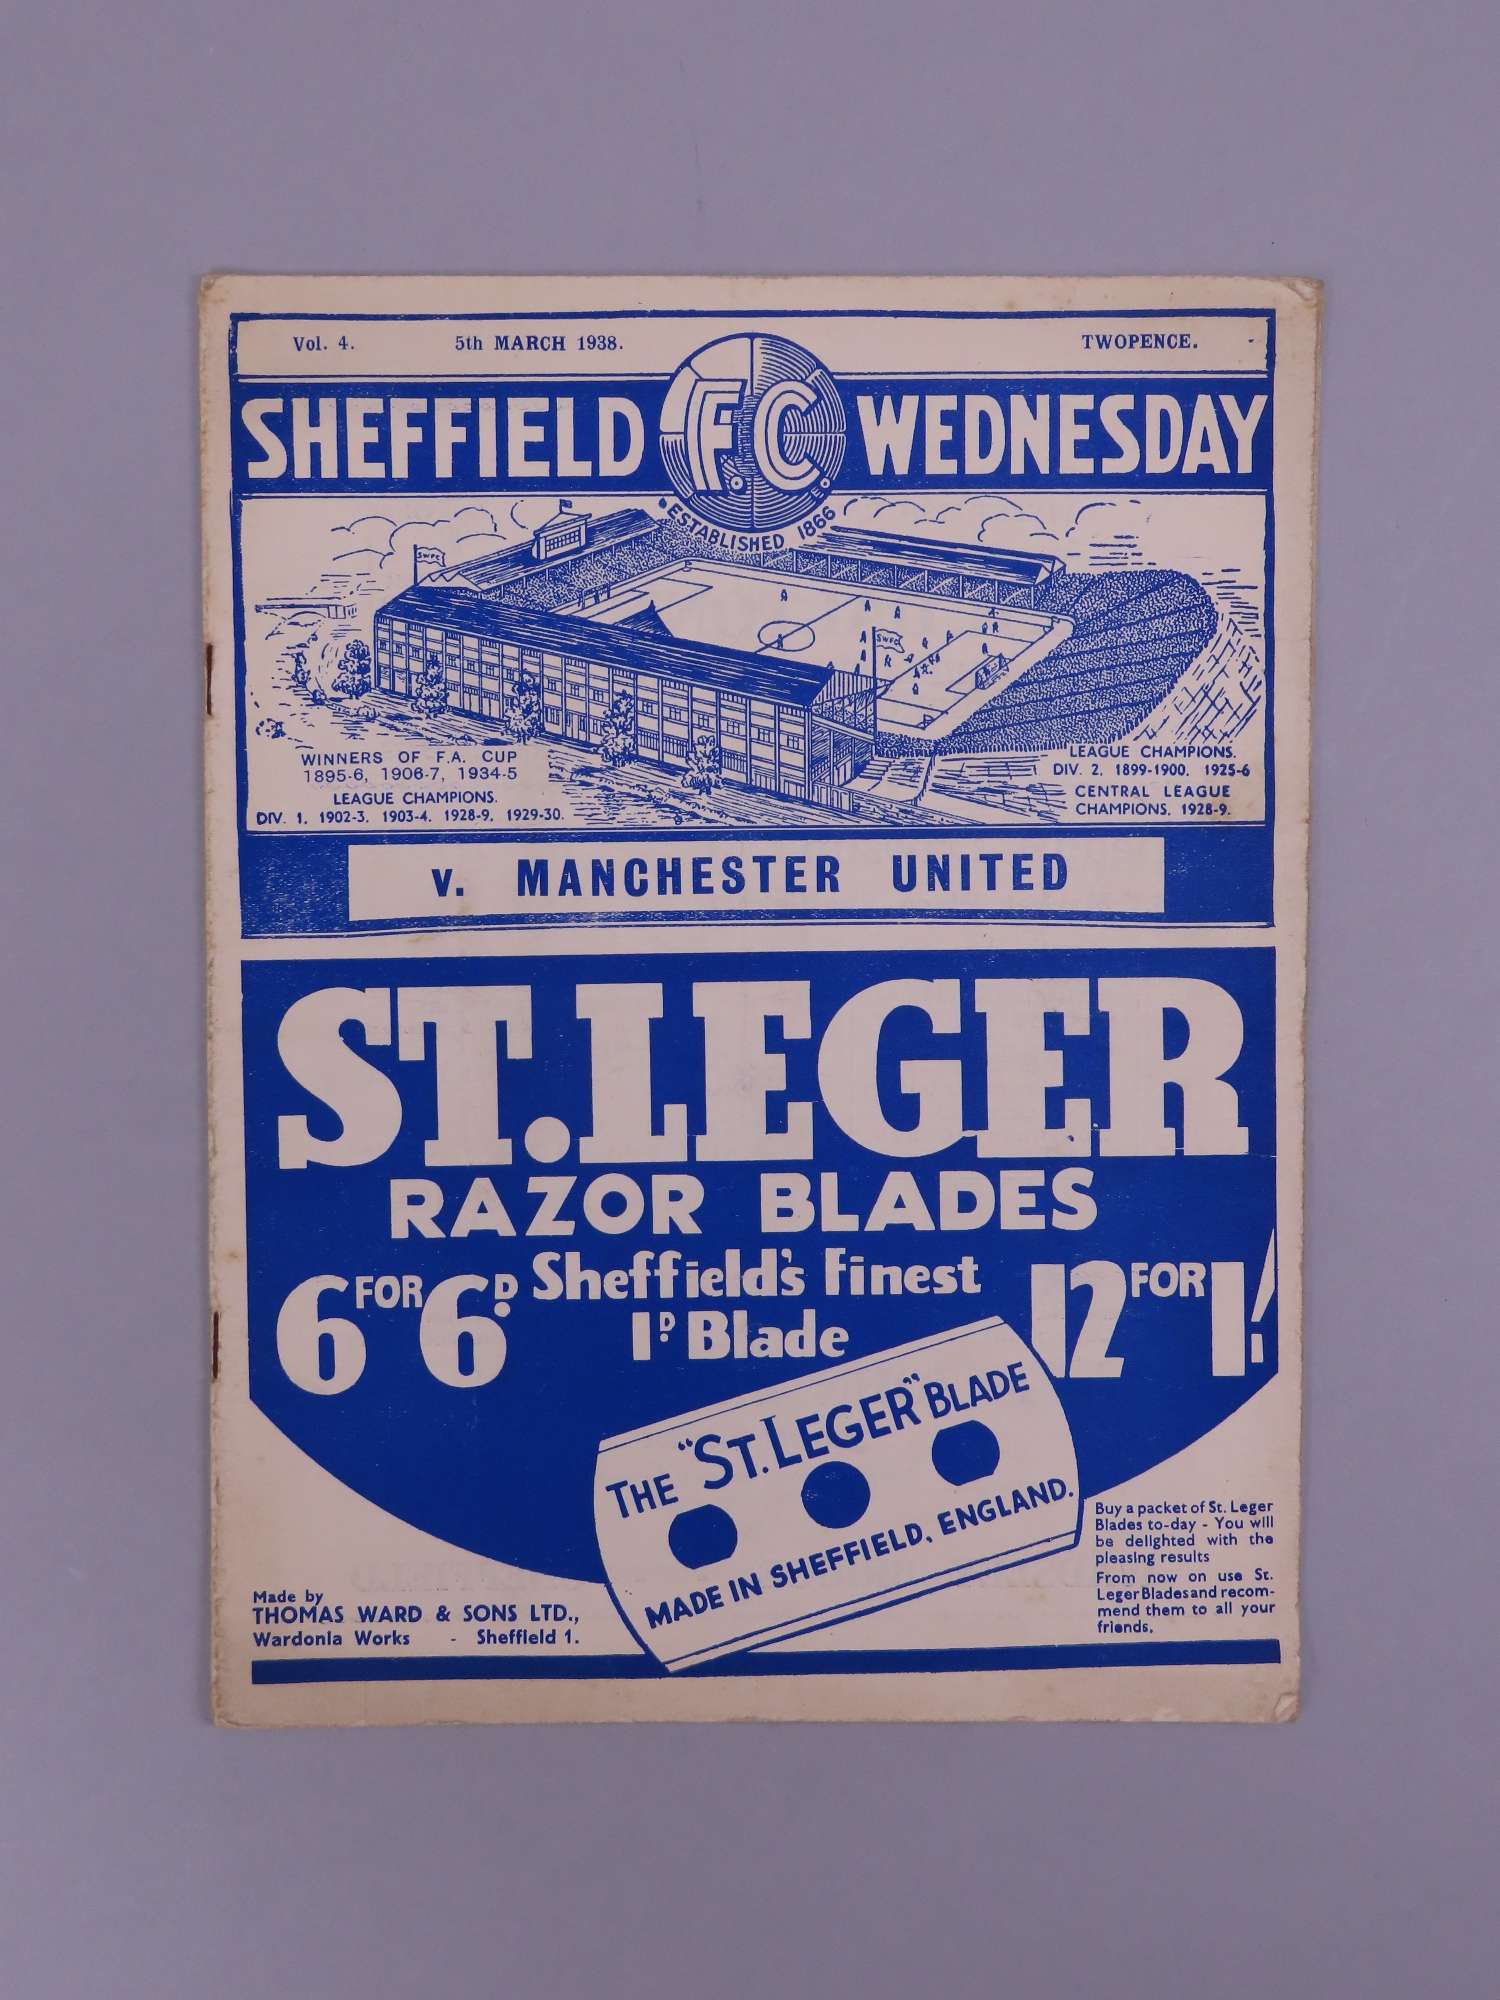 Vol. 4. 5th MARCH 1938. TWOPENCE.
SHEFFIELD F.C. WEDNESDAY
ESTABLISHED 1866
SWFC
SWFC
WINNERS OF F.A. CUP
1895-6, 1906-7, 1934-5
LEAGUE CHAMPIONS.
DIV. 1, 1902-3, 1903-4, 1928-9, 1929-30.
LEAGUE CHAMPIONS.
DIV. 2, 1899-1900, 1925-6
CENTRAL LEAGUE
CHAMPIONS, 1928-9.
v. MANCHESTER UNITED
ST. LEGER
RAZOR BLADES
6 FOR 6D.
Sheffield's Finest
1D. Blade
12 FOR 1/-
THE "ST. LEGER" BLADE
MADE IN SHEFFIELD, ENGLAND.
Buy a packet of St. Leger
Blades to-day - You will
be delighted with the
pleasing results
From now on use St.
Leger Blades and recom-
mend them to all your
friends.
Made by
THOMAS WARD & SONS LTD.,
Wardonia Works - Sheffield 1.